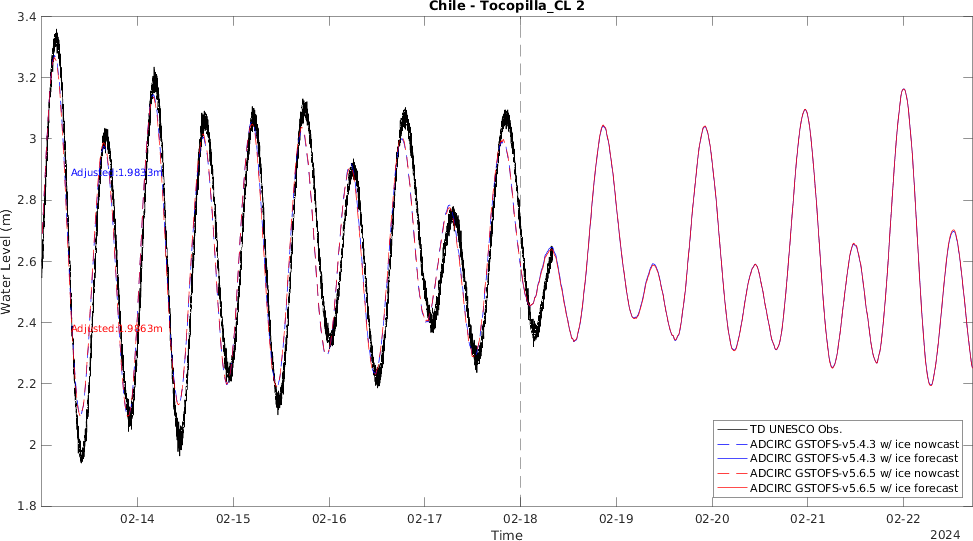 Chile - Tocopilla_CL 2
3.4
3.2
3
2.8
2.6
2.4
2.2
2
1.8
Water Level (m)
Adjusted:1.9833m
Adjusted:1.9863m
TD UNESCO Obs.
ADCIRC GSTOFS-v5.4.3 w/ ice nowcast
ADCIRC GSTOFS-v5.4.3 w/ ice forecast
ADCIRC GSTOFS-v5.6.5 w/ ice nowcast
ADCIRC GSTOFS-v5.6.5 w/ ice forecast
02-14 02-15 02-16 02-17 02-18 02-19 02-20 02-21 02-22
Time
2024